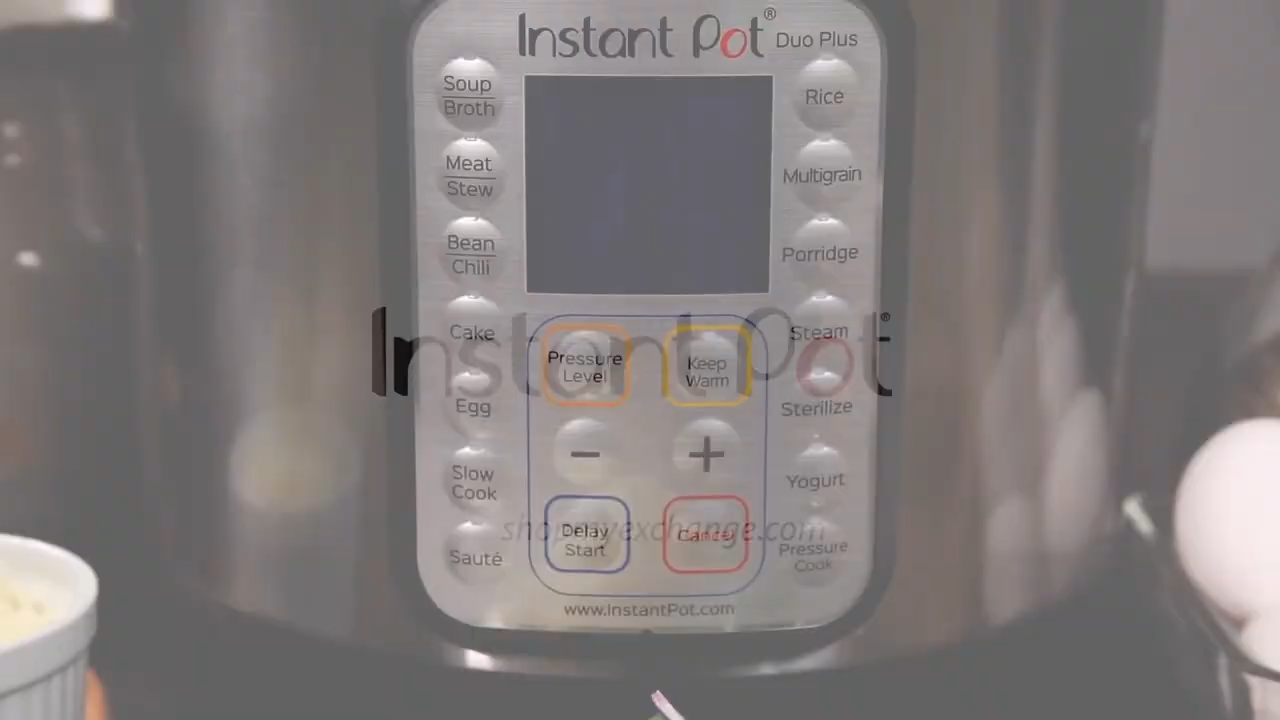 Instant Pot® Duo Plus
Soup
Broth
Meat
Stew
Bean
Chili
Cake
Egg
Slow
Cook
Sauté
Rice
Multigrain
Porridge
Steam
Sterilize
Yogurt
Pressure
Cook
Pressure
Level
Keep
Warm
−
+
Delay
Start
Cancel
www.InstantPot.com
Instant Pot®
shopmyexchange.com